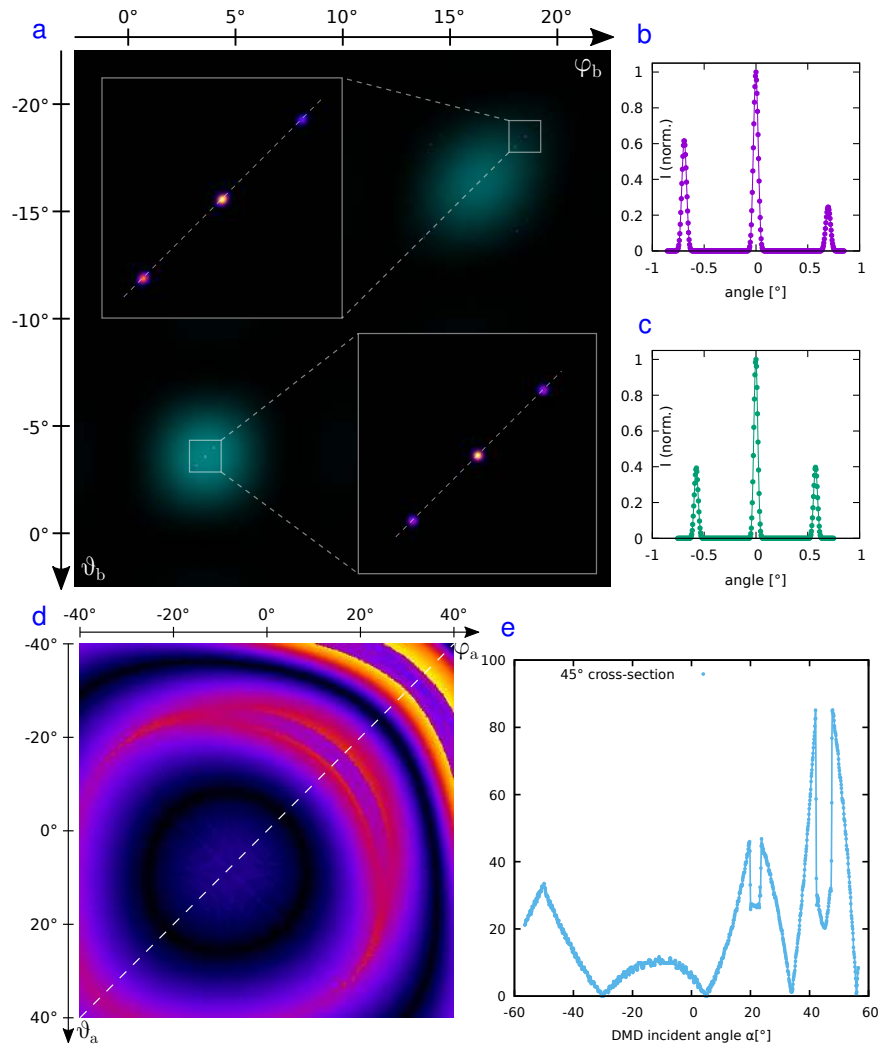 a
0° 5° 10° 15° 20°
φb
-20°
-15°
-10°
-5°
0°
ϑb
b
1
0.8
0.6
0.4
0.2
0
I (norm.)
-1 -0.5 0 0.5 1
angle [°]
c
1
0.8
0.6
0.4
0.2
0
I (norm.)
-1 -0.5 0 0.5 1
angle [°]
d
-40° -20° 0° 20° 40°
φa
-40°
-20°
0°
20°
40°
ϑa
e
100
80
60
40
20
0
45° cross-section
-60 -40 -20 0 20 40 60
DMD incident angle α[°]